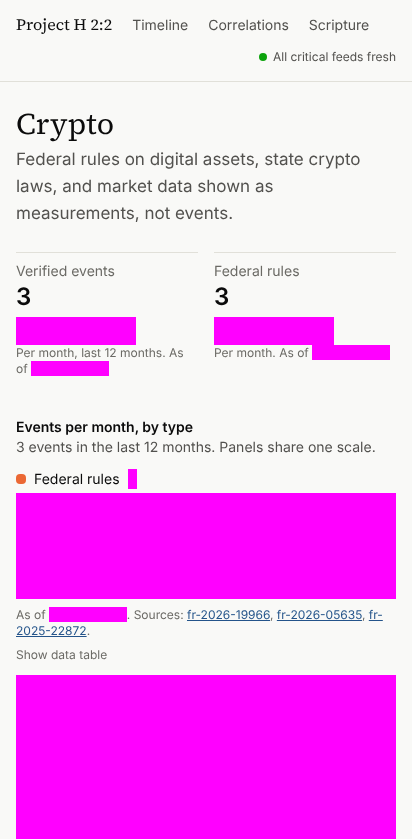 Project H 2:2 Timeline Correlations Scripture
All critical feeds fresh
Crypto
Federal rules on digital assets, state crypto
laws, and market data shown as
measurements, not events.
Verified events
3
Per month, last 12 months. As
of
Federal rules
3
Per month. As of
Events per month, by type
3 events in the last 12 months. Panels share one scale.
Federal rules
As of . Sources: fr-2026-19966, fr-2026-05635, fr-
2025-22872.
Show data table